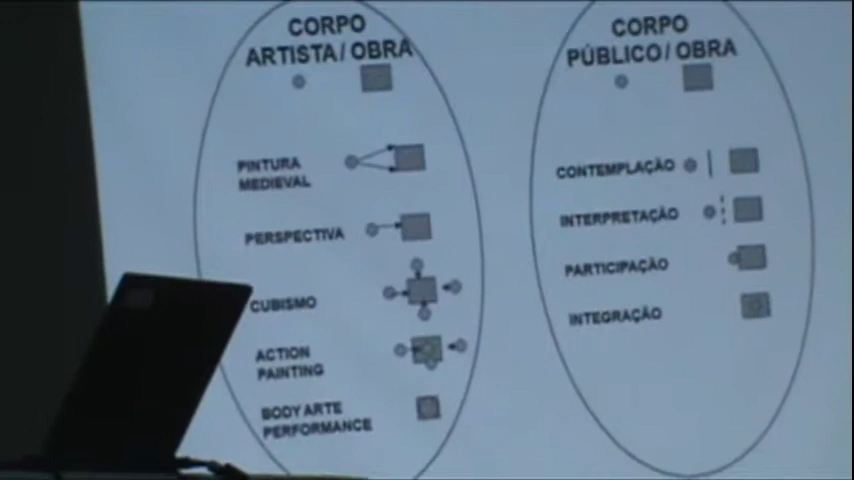 CORPO
ARTISTA / OBRA
PINTURA
MEDIEVAL
PERSPECTIVA
CUBISMO
ACTION
PAINTING
BODY ARTE
PERFORMANCE
CORPO
PÚBLICO / OBRA
CONTEMPLAÇÃO
INTERPRETAÇÃO
PARTICIPAÇÃO
INTEGRAÇÃO